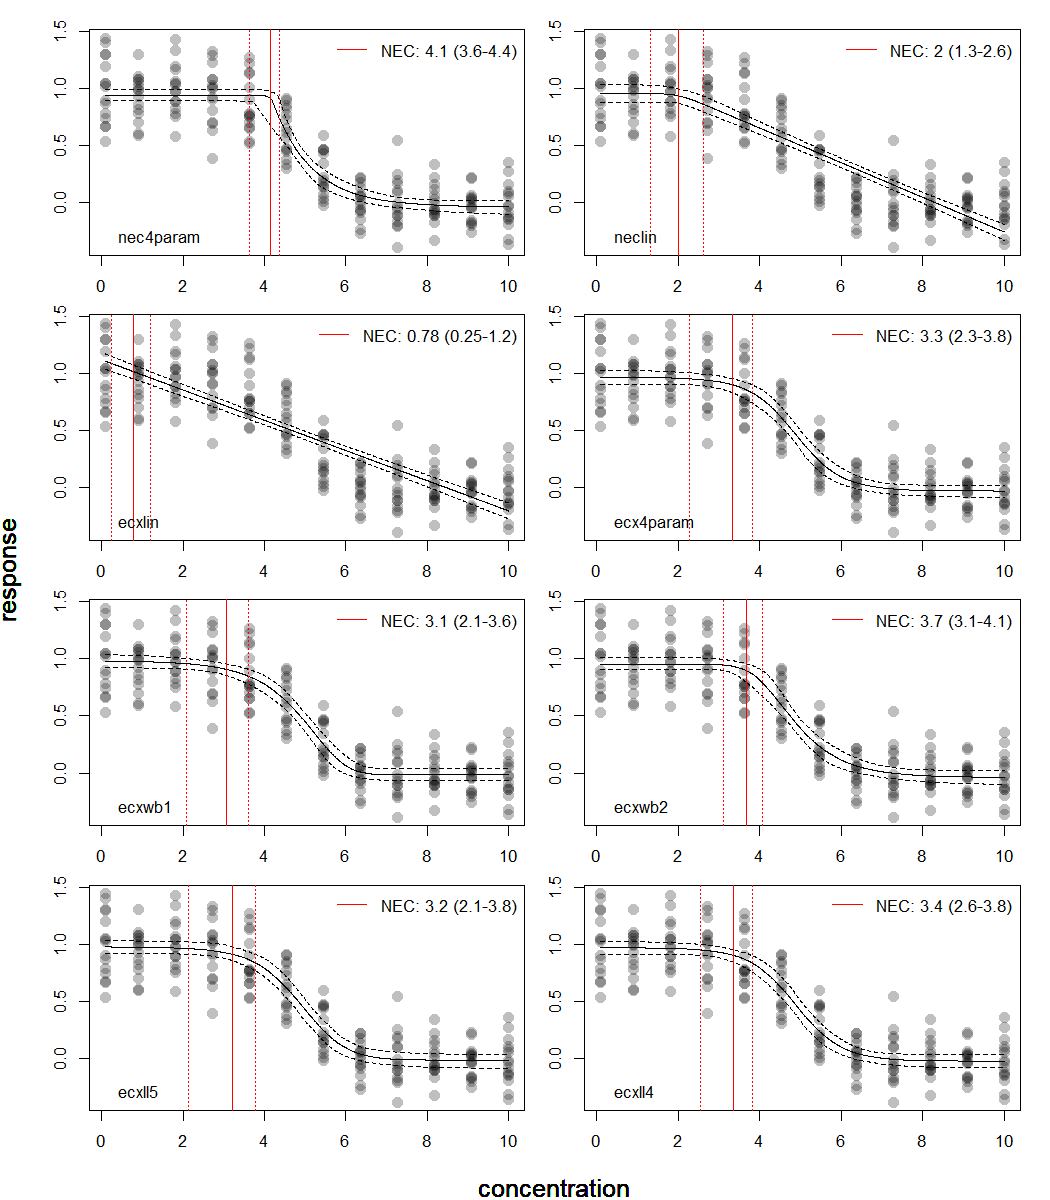 NEC: 4.1 (3.6-4.4)
nec4param
1.5
1.0
0.5
0.0
0 2 4 6 8 10
NEC: 2 (1.3-2.6)
neclin
1.5
1.0
0.5
0.0
0 2 4 6 8 10
NEC: 0.78 (0.25-1.2)
ecxlin
1.5
1.0
0.5
0.0
0 2 4 6 8 10
NEC: 3.3 (2.3-3.8)
ecx4param
1.5
1.0
0.5
0.0
0 2 4 6 8 10
NEC: 3.1 (2.1-3.6)
ecxwb1
1.5
1.0
0.5
0.0
0 2 4 6 8 10
NEC: 3.7 (3.1-4.1)
ecxwb2
1.5
1.0
0.5
0.0
0 2 4 6 8 10
NEC: 3.2 (2.1-3.8)
ecxll5
1.5
1.0
0.5
0.0
0 2 4 6 8 10
NEC: 3.4 (2.6-3.8)
ecxll4
1.5
1.0
0.5
0.0
0 2 4 6 8 10
response
concentration